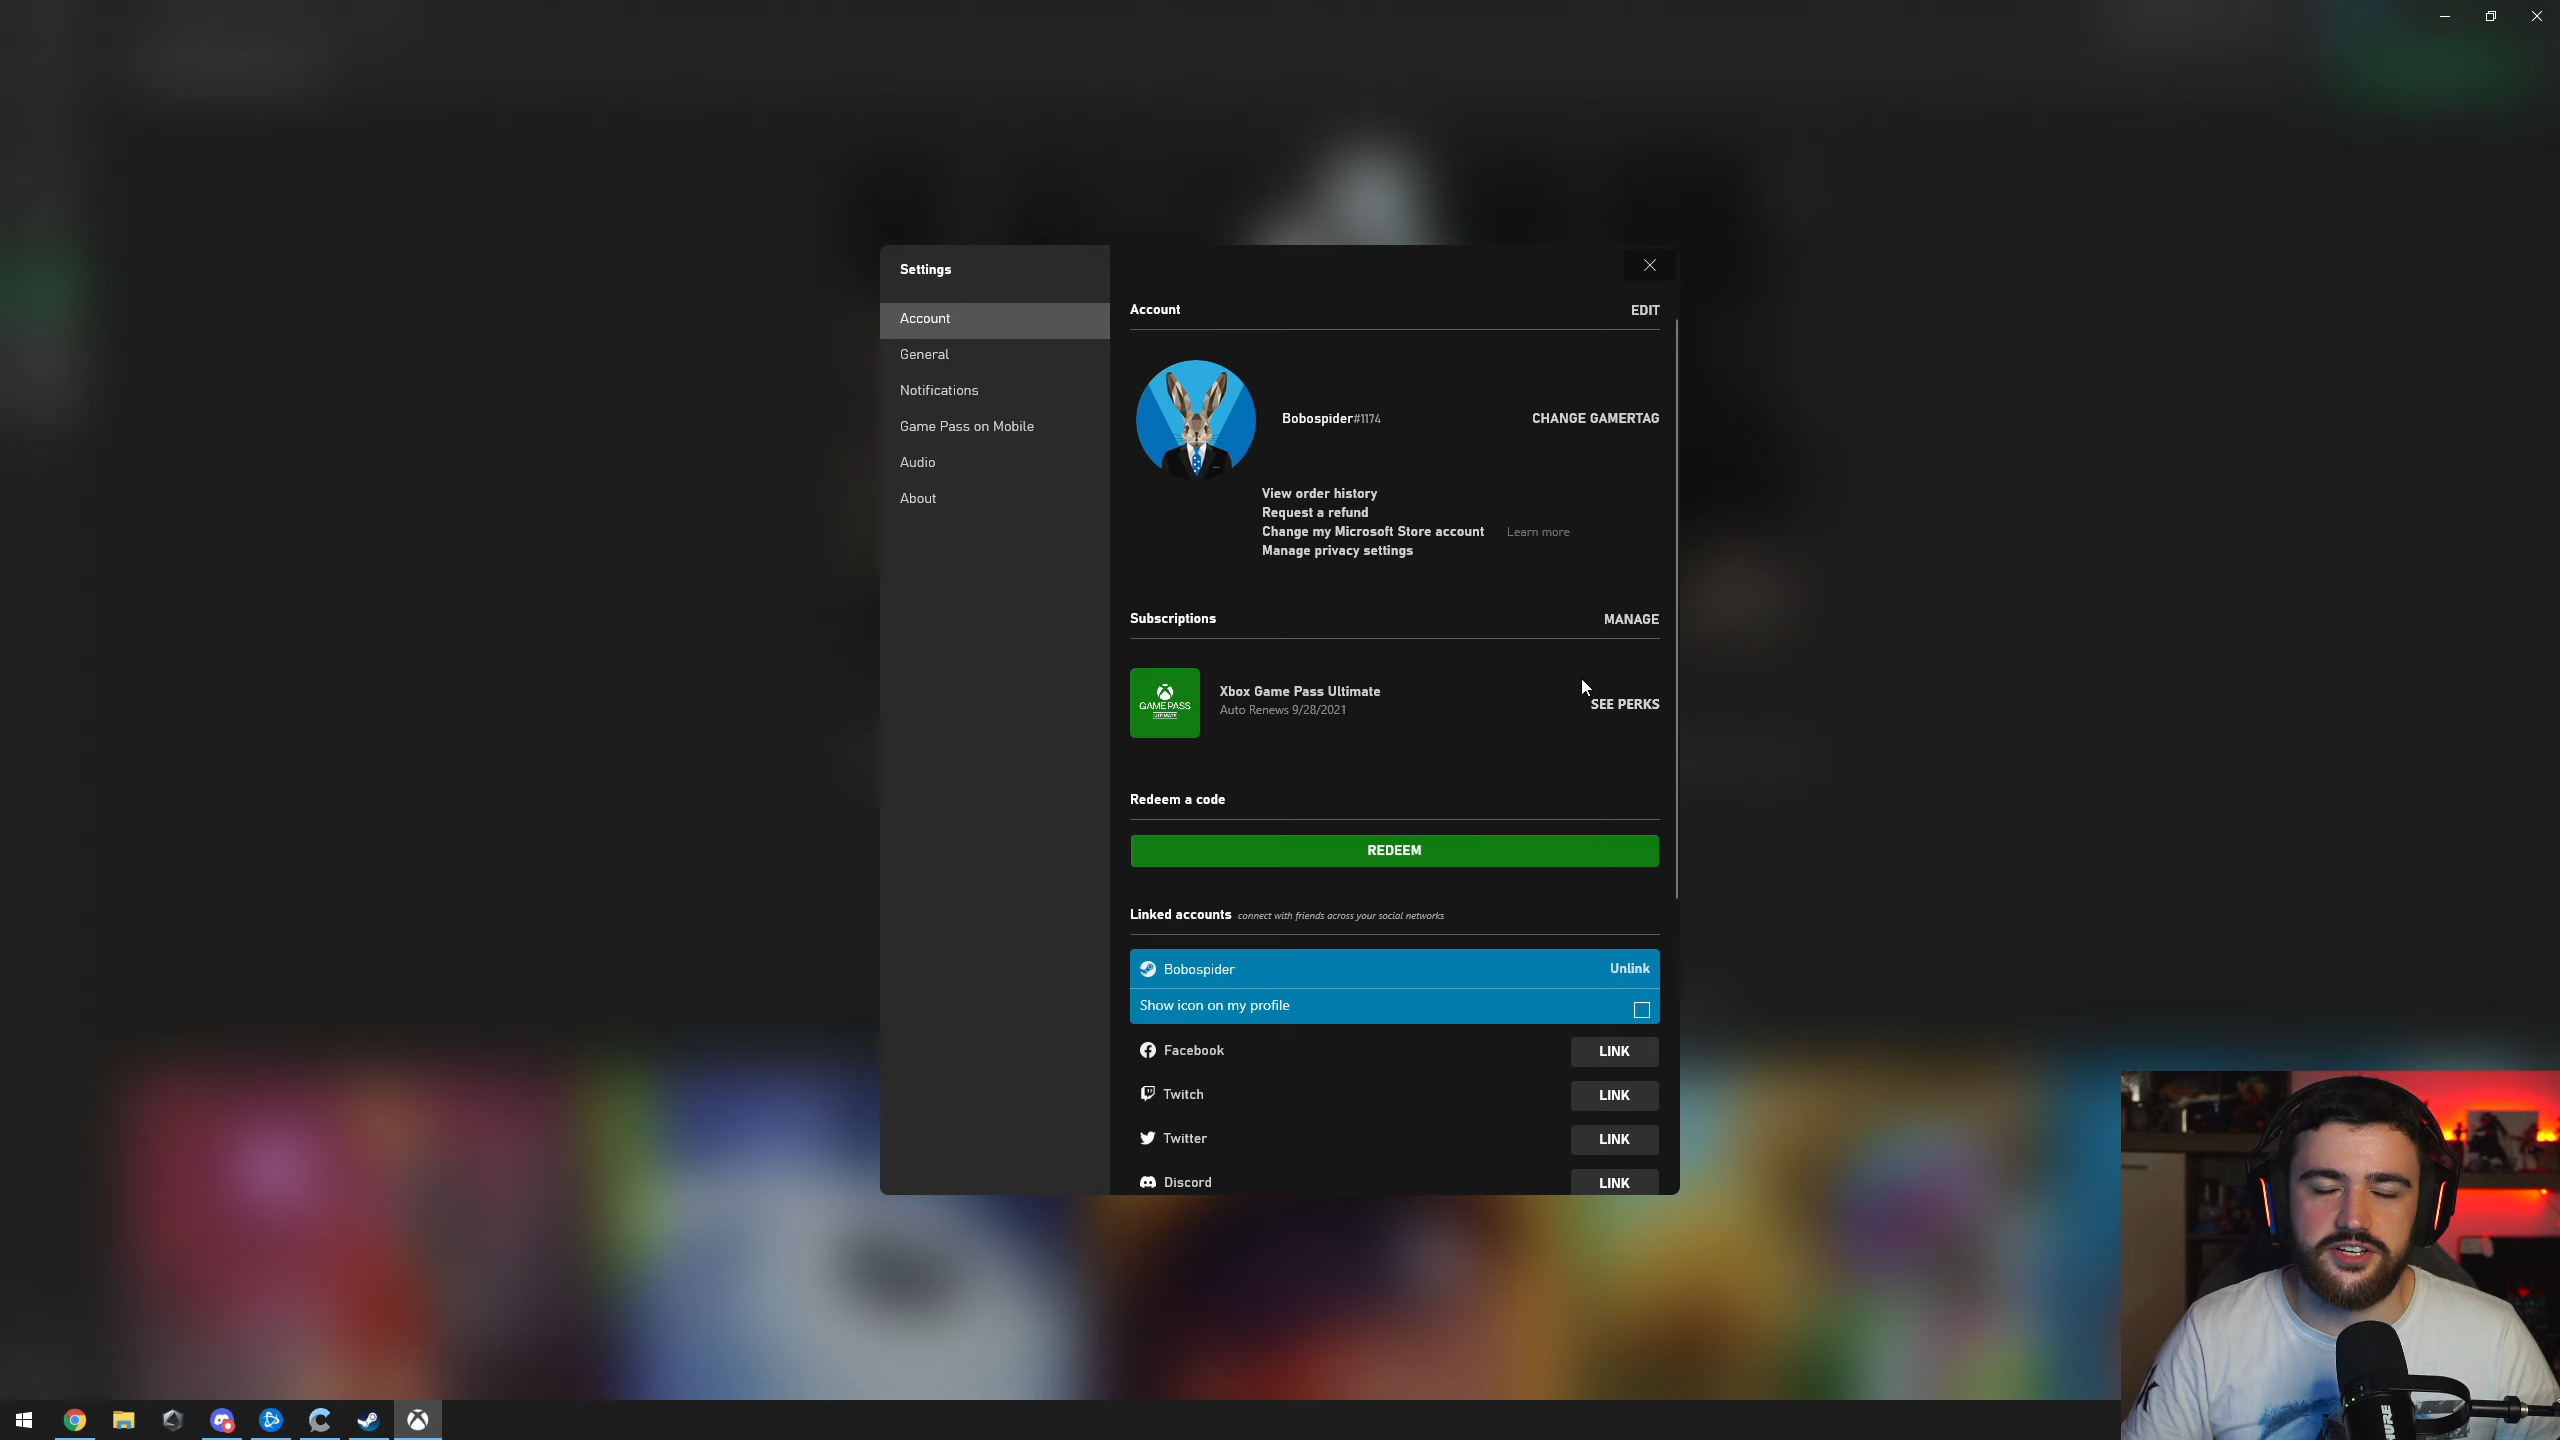 Settings
Account
General
Notifications
Game Pass on Mobile
Audio
About
Account EDIT
Bobospider#1174 CHANGE GAMERTAG
View order history
Request a refund
Change my Microsoft Store account Learn more
Manage privacy settings
Subscriptions MANAGE
GAME PASS
ULTIMATE
Xbox Game Pass Ultimate
Auto Renews 9/28/2021
SEE PERKS
Redeem a code
REDEEM
Linked accounts connect with friends across your social networks
Bobospider Unlink
Show icon on my profile
Facebook LINK
Twitch LINK
Twitter LINK
Discord LINK
SHURE